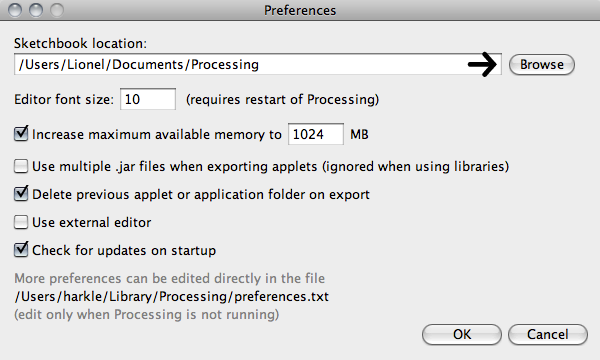 Preferences
Sketchbook location:
/Users/Lionel/Documents/Processing
Browse
Editor font size: 10 (requires restart of Processing)
Increase maximum available memory to 1024 MB
Use multiple .jar files when exporting applets (ignored when using libraries)
Delete previous applet or application folder on export
Use external editor
Check for updates on startup
More preferences can be edited directly in the file
/Users/harkle/Library/Processing/preferences.txt
(edit only when Processing is not running)
OK Cancel